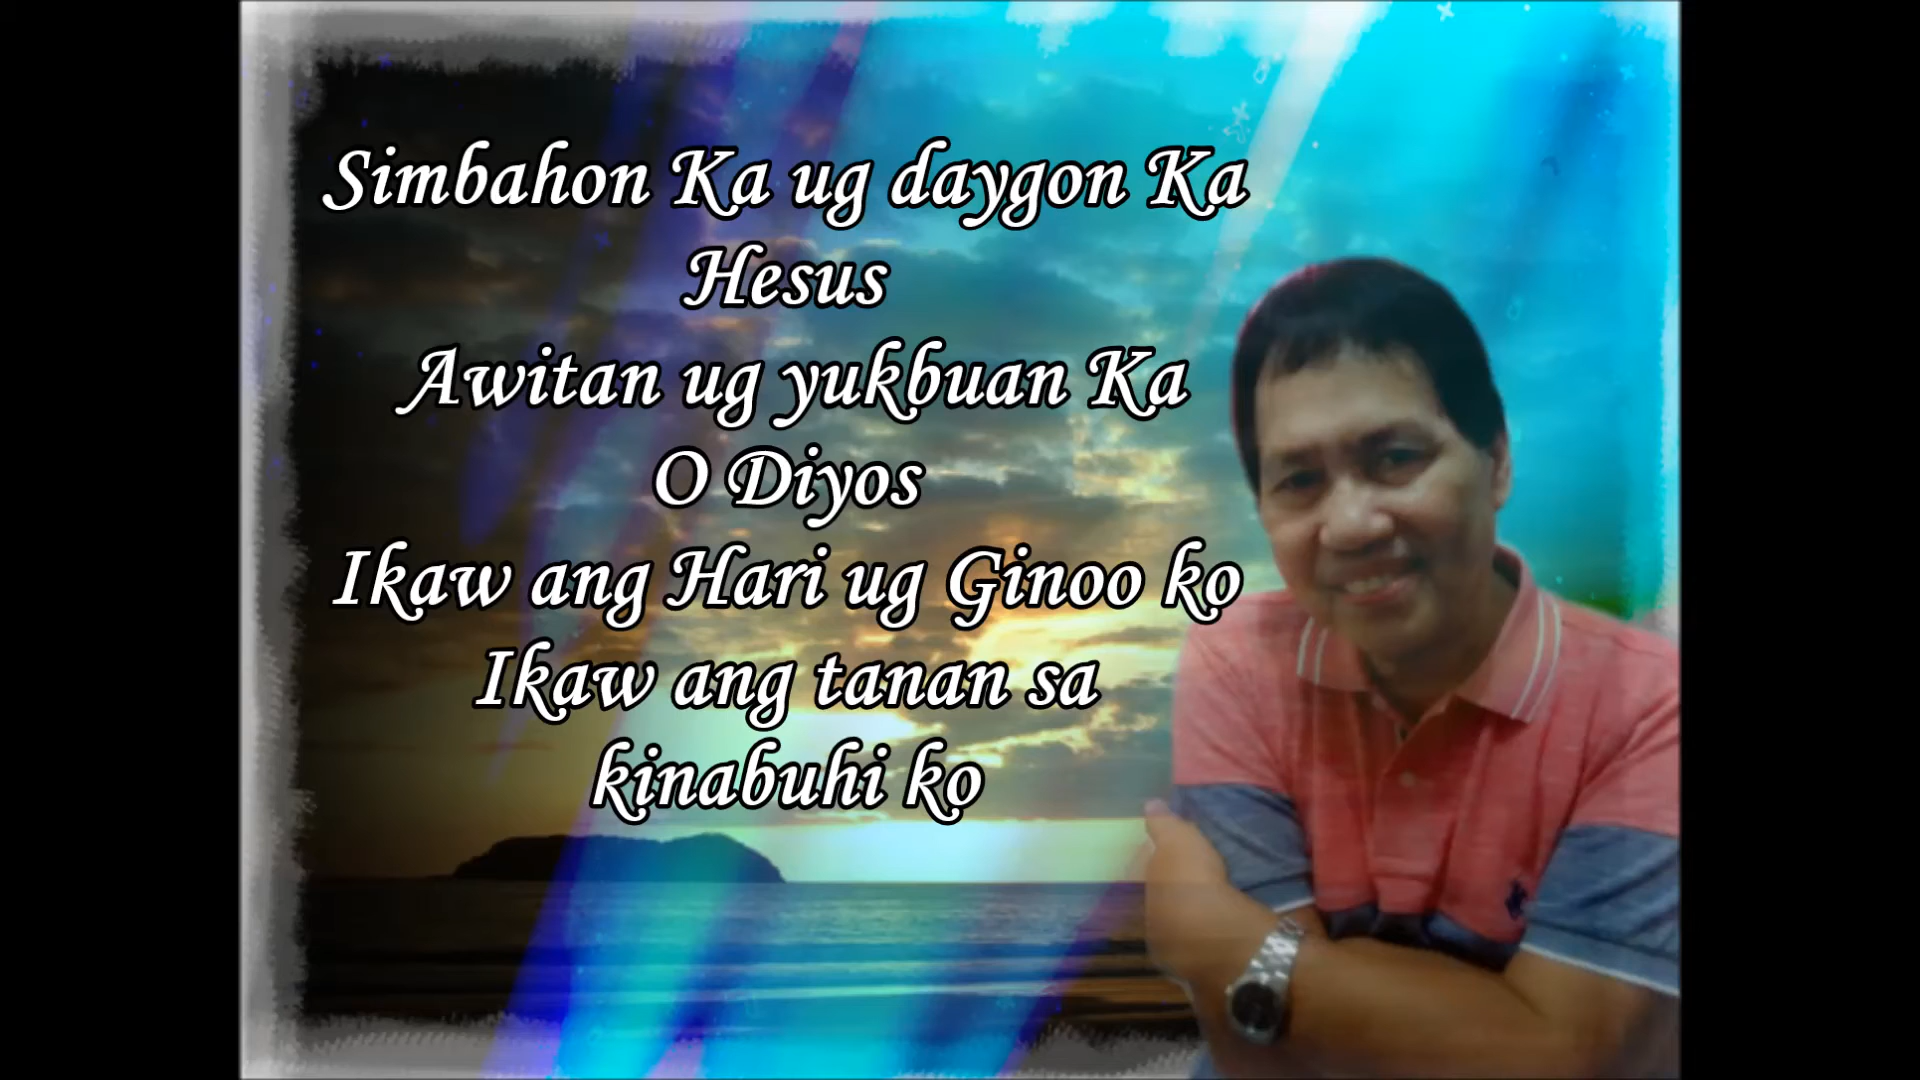 Simbahon Ka ug daygon Ka
Hesus
Awitan ug yukbuan Ka
O Diyos
Ikaw ang Hari ug Ginoo ko
Ikaw ang tanan sa
kinabuhi ko